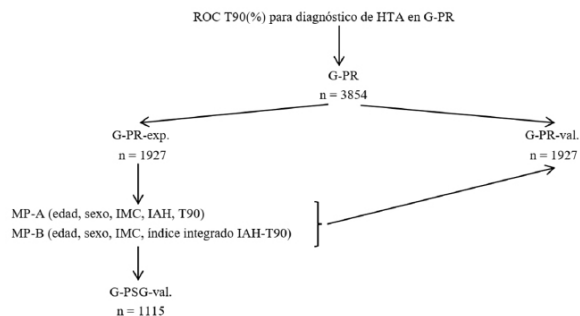 ROC T90(%) para diagnóstico de HTA en G-PR
G-PR
n = 3854
G-PR-exp.
n = 1927
G-PR-val.
n = 1927
MP-A (edad, sexo, IMC, IAH, T90)
MP-B (edad, sexo, IMC, índice integrado IAH-T90)
G-PSG-val.
n = 1115